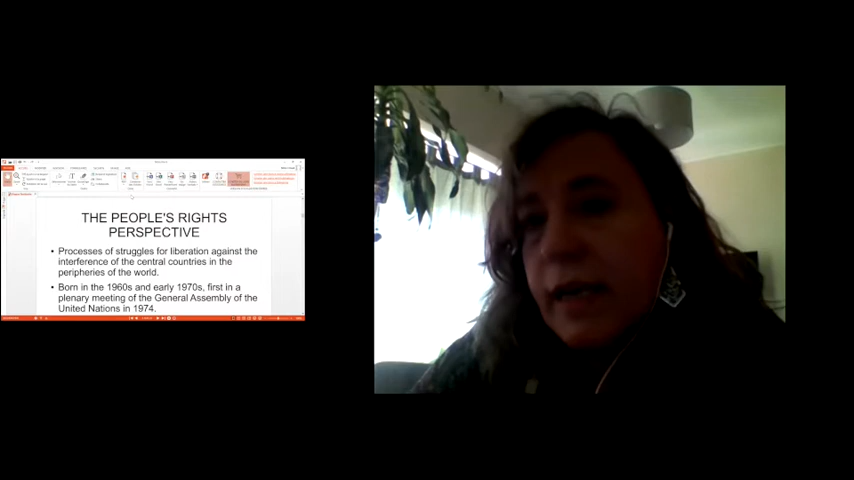 THE PEOPLE'S RIGHTS
PERSPECTIVE
• Processes of struggles for liberation against the
interference of the central countries in the
peripheries of the world.
• Born in the 1960s and early 1970s, first in a
plenary meeting of the General Assembly of the
United Nations in 1974.